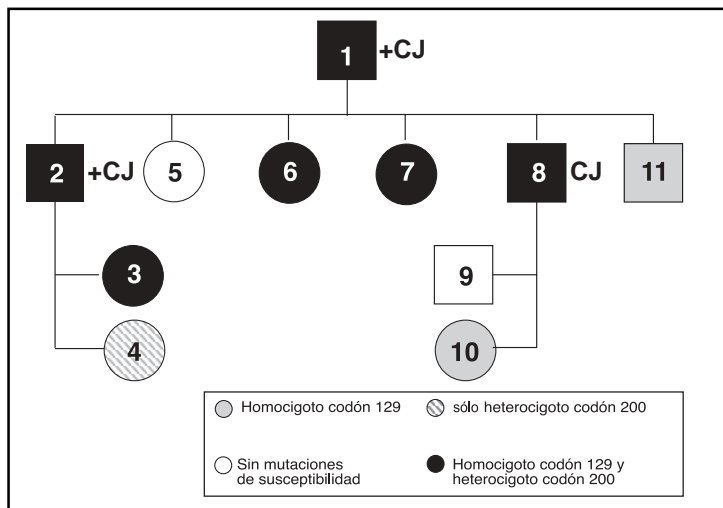 1 +CJ
2 +CJ 5 6 7 8 CJ 11
3 9
4 10
Homocigoto codón 129
sólo heterocigoto codón 200
Sin mutaciones
de susceptibilidad
Homocigoto codón 129 y
heterocigoto codón 200